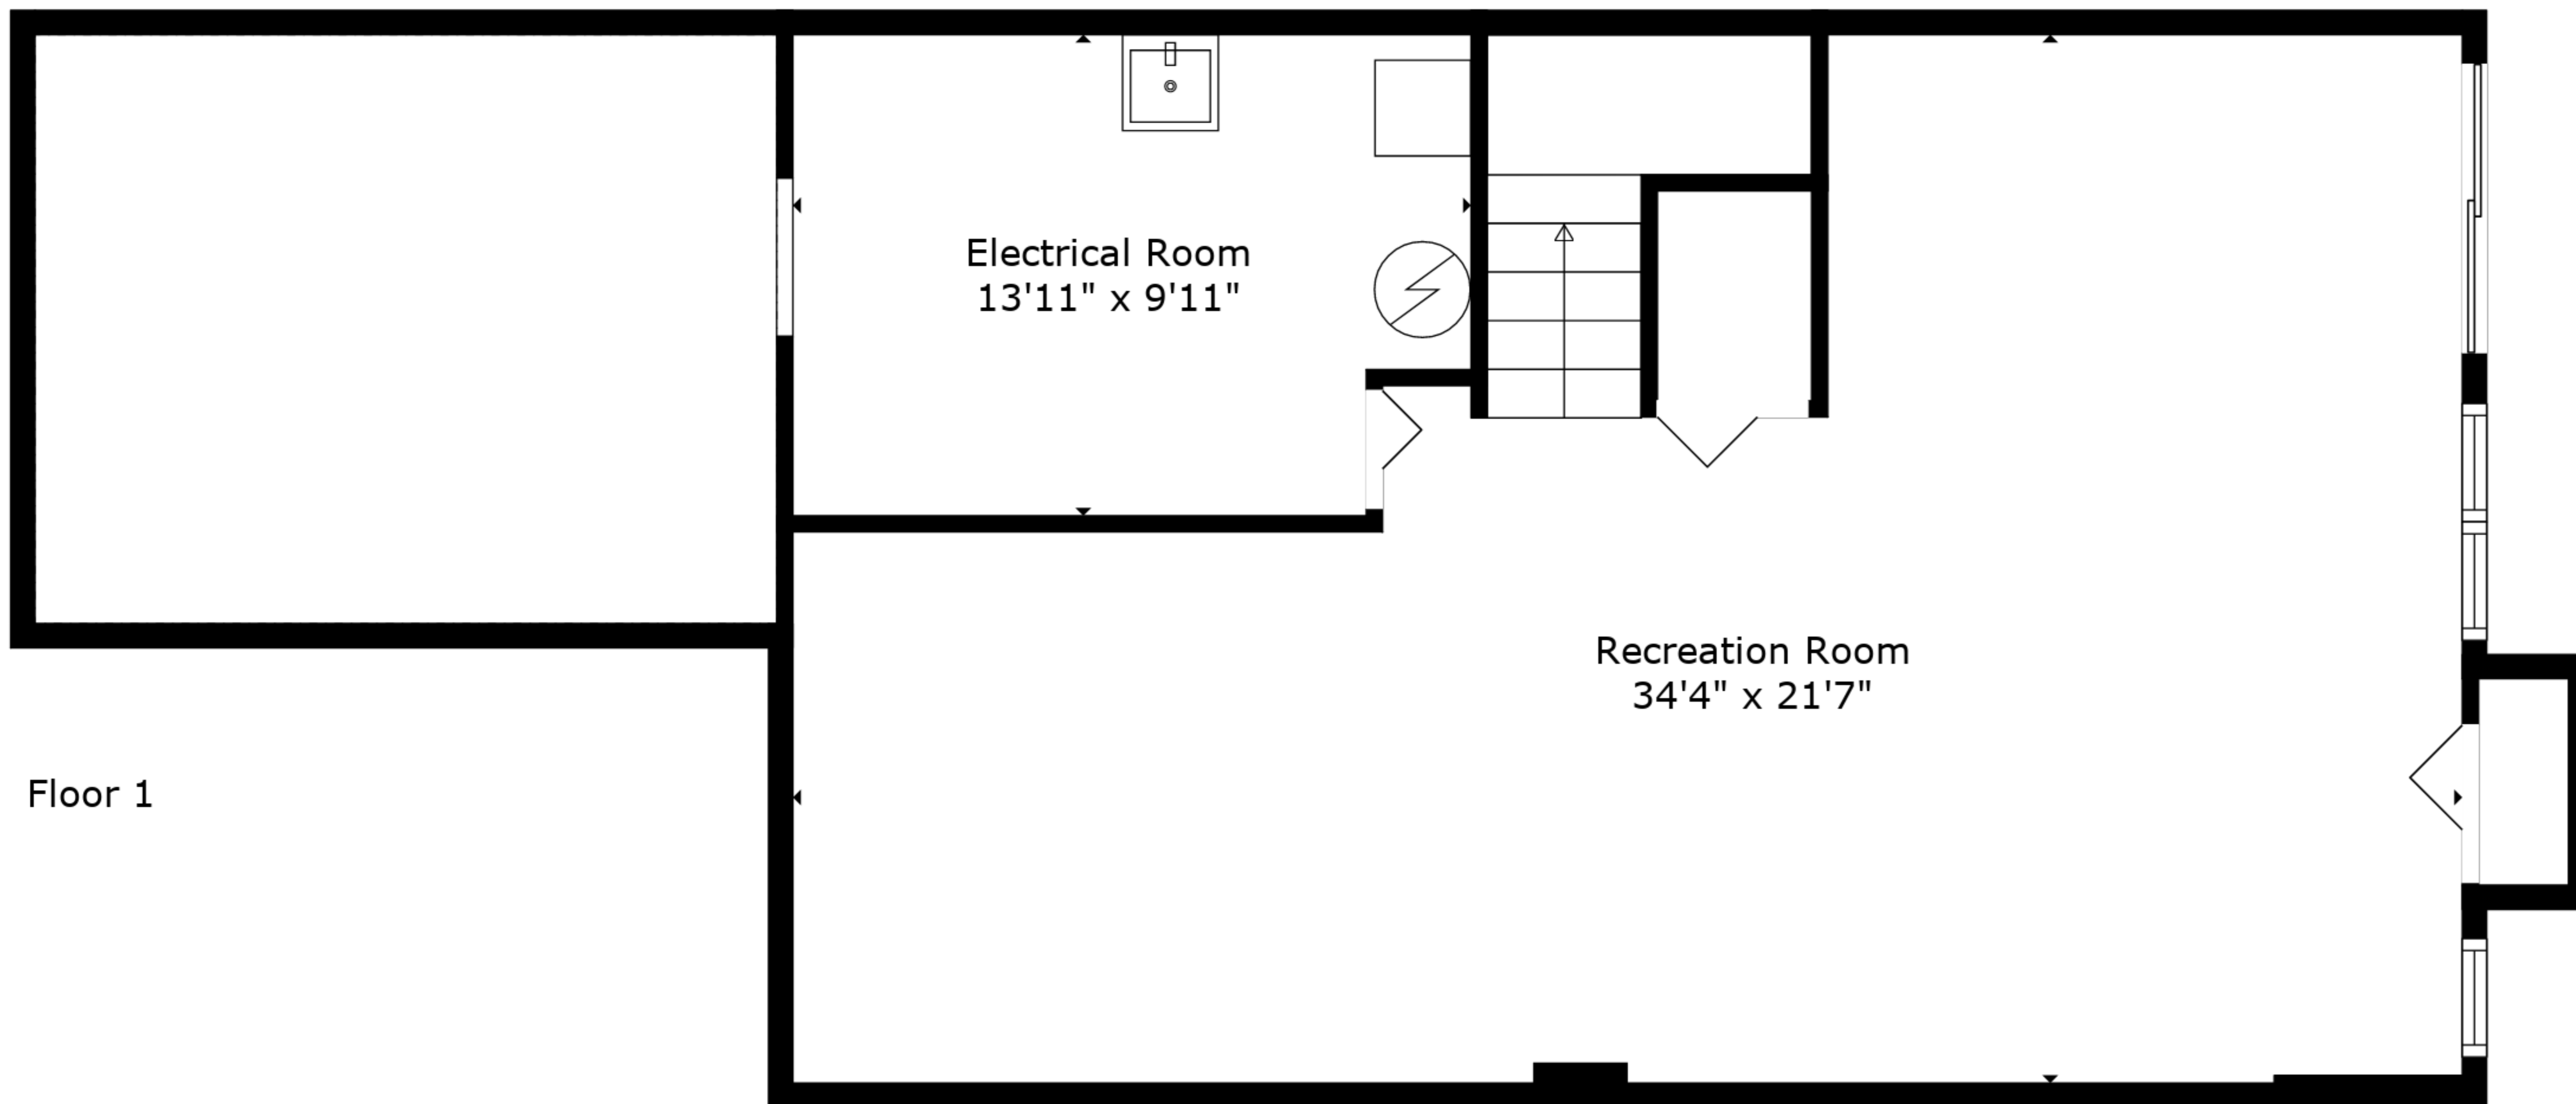 Electrical Room
13'11" x 9'11"
Recreation Room
34'4" x 21'7"
Floor 1